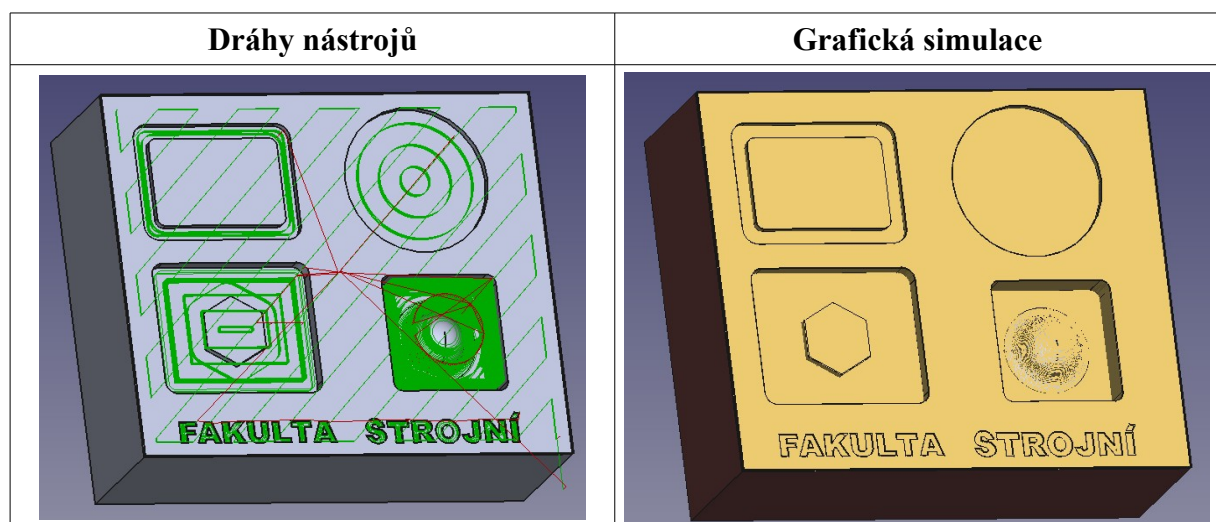 Dráhy nástrojů
Grafická simulace
FAKULTA STROJNÍ
FAKULTA STROJNÍ